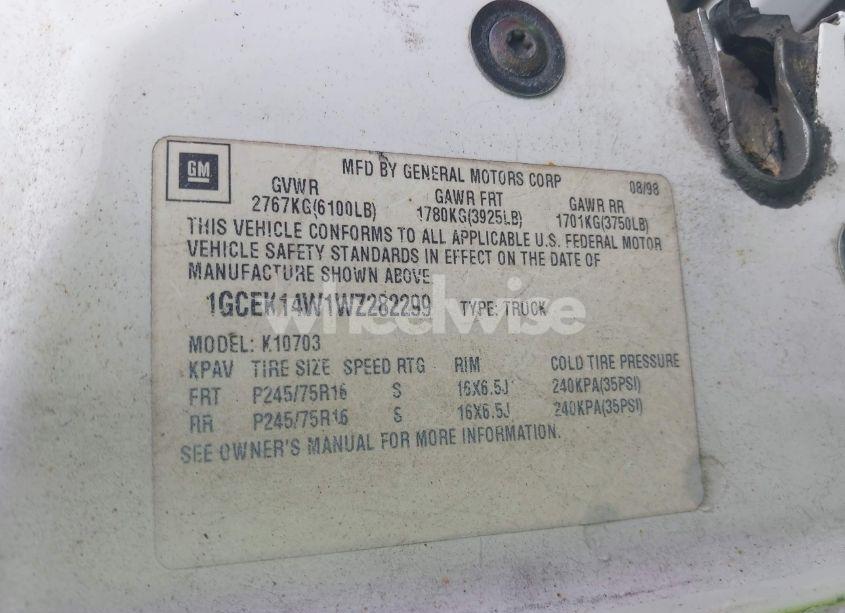 GM
MFD BY GENERAL MOTORS CORP 08/98
GVWR GAWR FRT GAWR RR
2767KG(6100LB) 1780KG(3925LB) 1701KG(3750LB)
THIS VEHICLE CONFORMS TO ALL APPLICABLE U.S. FEDERAL MOTOR
VEHICLE SAFETY STANDARDS IN EFFECT ON THE DATE OF
MANUFACTURE SHOWN ABOVE.
1GCEK14W1WZ282299 TYPE: TRUCK
wheelwise
MODEL: K10703
KPAV TIRE SIZE SPEED RTG RIM COLD TIRE PRESSURE
FRT P245/75R16 S 16X6.5J 240KPA(35PSI)
RR P245/75R16 S 16X6.5J 240KPA(35PSI)
SEE OWNER'S MANUAL FOR MORE INFORMATION.